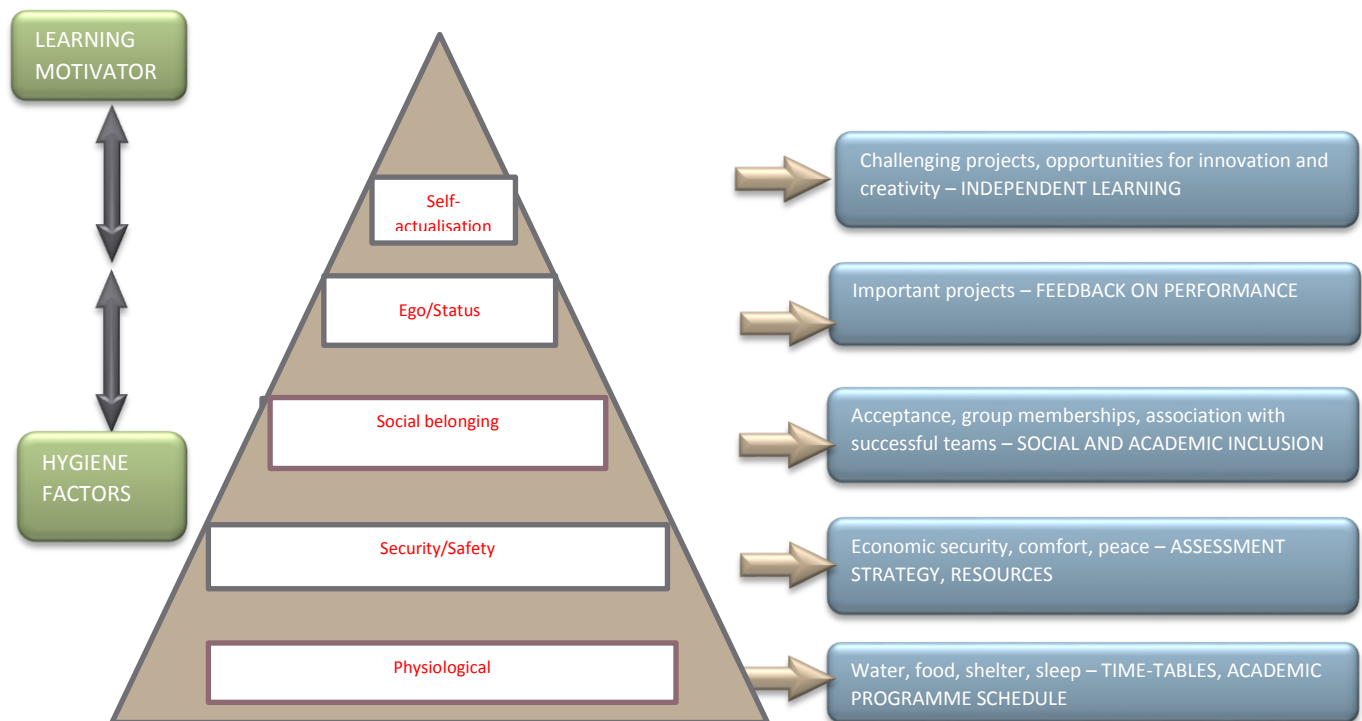 LEARNING
MOTIVATOR
Challenging projects, opportunities for innovation and
creativity – INDEPENDENT LEARNING
Self-
actualisation
Important projects – FEEDBACK ON PERFORMANCE
Ego/Status
Acceptance, group memberships, association with
successful teams – SOCIAL AND ACADEMIC INCLUSION
Social belonging
HYGIENE
FACTORS
Economic security, comfort, peace – ASSESSMENT
STRATEGY, RESOURCES
Security/Safety
Water, food, shelter, sleep – TIME-TABLES, ACADEMIC
PROGRAMME SCHEDULE
Physiological